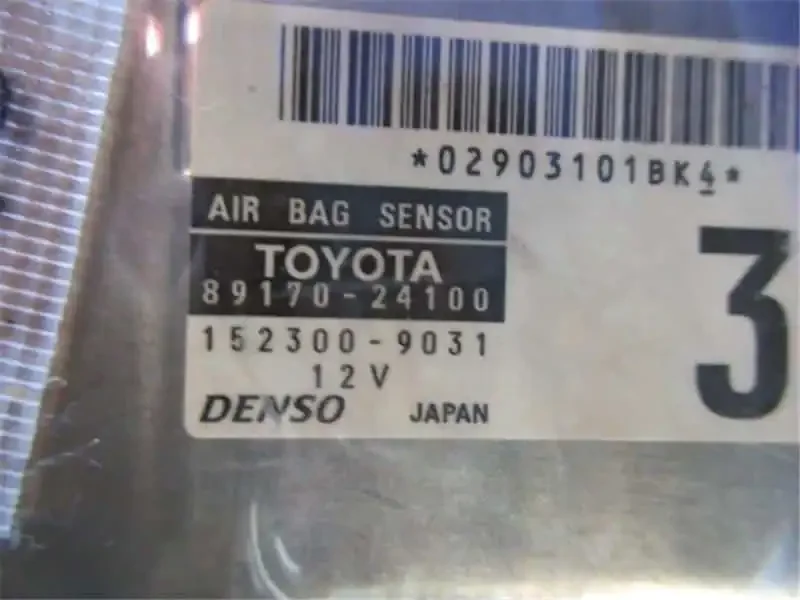 *02903101BK4*
AIR BAG SENSOR
TOYOTA
89170-24100
152300-9031
12V
DENSO JAPAN
3